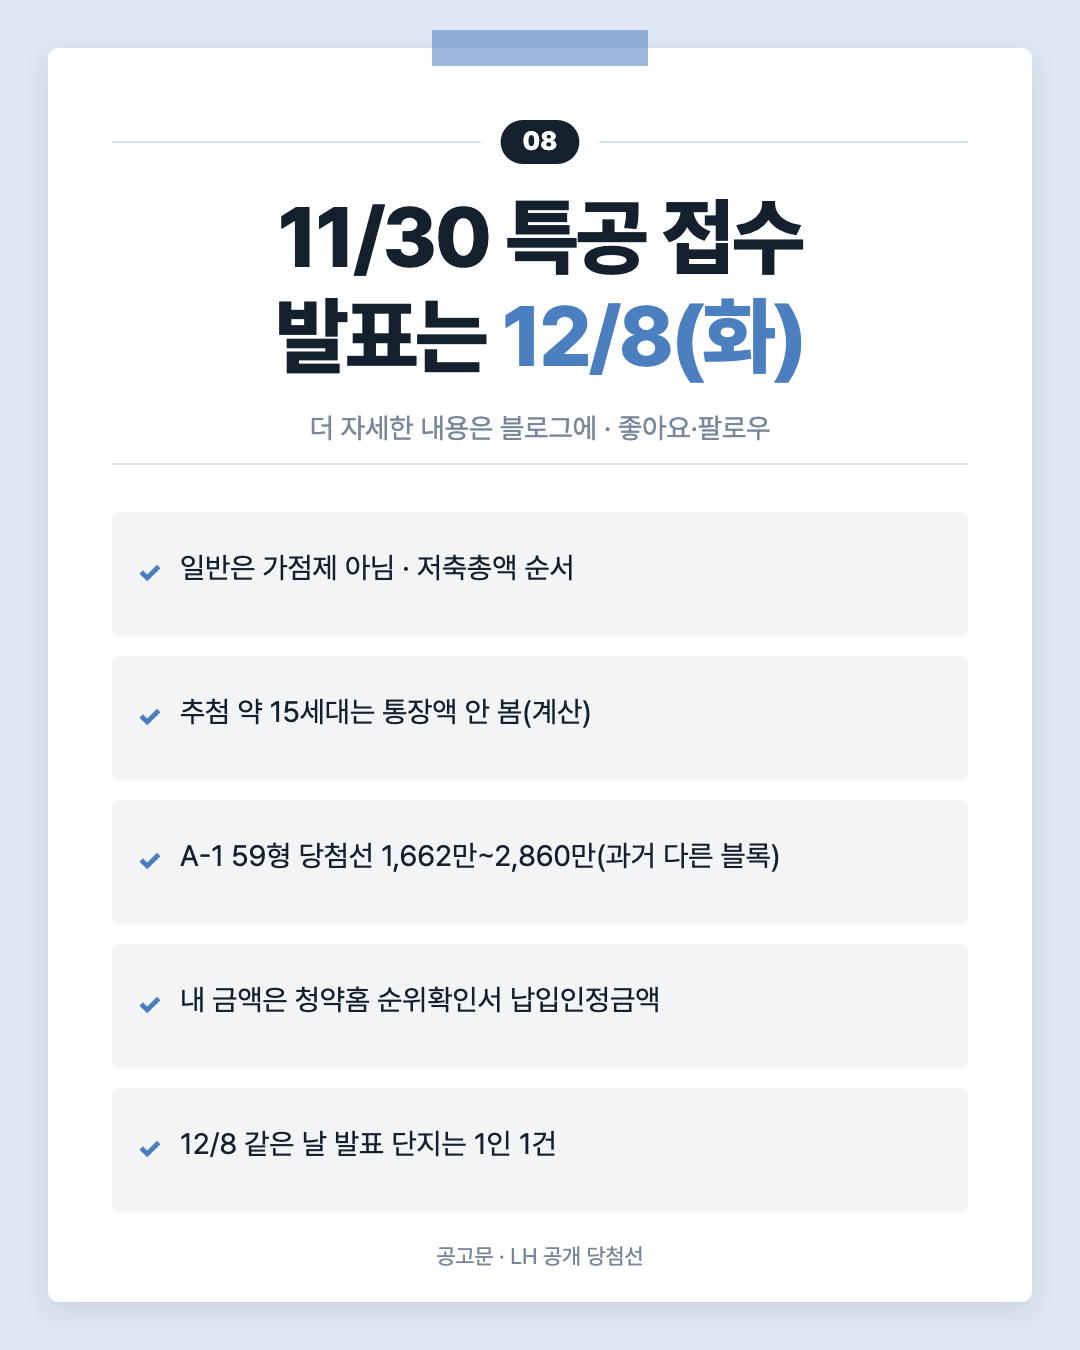 08
11/30 특공 접수
발표는 12/8(화)
더 자세한 내용은 블로그에 · 좋아요·팔로우
일반은 가점제 아님 · 저축총액 순서
추첨 약 15세대는 통장액 안 봄(계산)
A-1 59형 당첨선 1,662만~2,860만(과거 다른 블록)
내 금액은 청약홈 순위확인서 납입인정금액
12/8 같은 날 발표 단지는 1인 1건
공고문 · LH 공개 당첨선